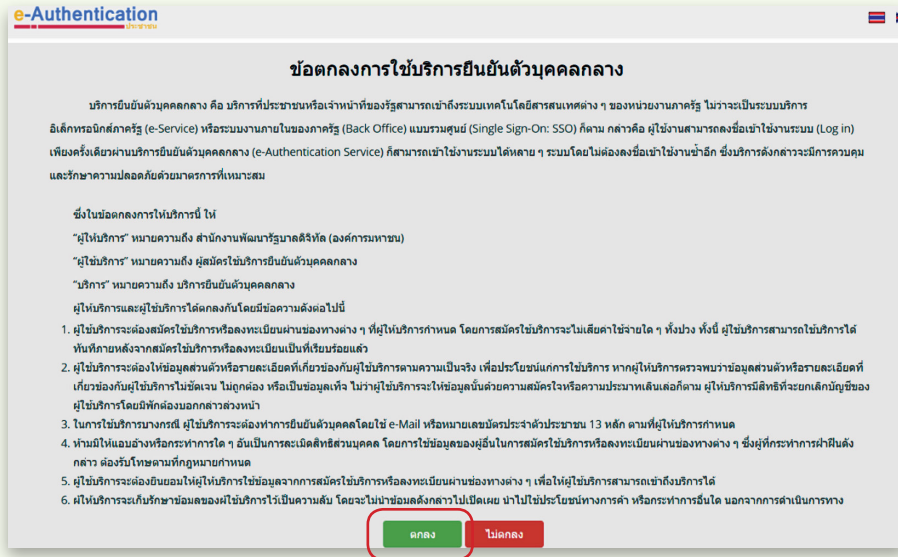 e-Authentication
ประชาชน
ข้อตกลงการใช้บริการยืนยันตัวบุคคลกลาง
บริการยืนยันตัวบุคคลกลาง คือ บริการที่ประชาชนหรือเจ้าหน้าที่ของรัฐสามารถเข้าถึงระบบเทคโนโลยีสารสนเทศต่าง ๆ ของหน่วยงานภาครัฐ ไม่ว่าจะเป็นระบบบริการ
อิเล็กทรอนิกส์ภาครัฐ (e-Service) หรือระบบงานภายในของภาครัฐ (Back Office) แบบรวมศูนย์ (Single Sign-On: SSO) ก็ตาม กล่าวคือ ผู้ใช้งานสามารถลงชื่อเข้าใช้งานระบบ (Log in)
เพียงครั้งเดียวผ่านบริการยืนยันตัวบุคคลกลาง (e-Authentication Service) ก็สามารถเข้าใช้งานระบบได้หลาย ๆ ระบบโดยไม่ต้องลงชื่อเข้าใช้งานซ้ำอีก ซึ่งบริการดังกล่าวจะมีการควบคุม
และรักษาความปลอดภัยด้วยมาตรการที่เหมาะสม
ซึ่งในข้อตกลงการให้บริการนี้ ให้
“ผู้ให้บริการ” หมายความถึง สำนักงานพัฒนารัฐบาลดิจิทัล (องค์การมหาชน)
“ผู้ใช้บริการ” หมายความถึง ผู้สมัครใช้บริการยืนยันตัวบุคคลกลาง
“บริการ” หมายความถึง บริการยืนยันตัวบุคคลกลาง
ผู้ให้บริการและผู้ใช้บริการได้ตกลงกันโดยมีข้อความดังต่อไปนี้
1. ผู้ใช้บริการจะต้องสมัครใช้บริการหรือลงทะเบียนผ่านช่องทางต่าง ๆ ที่ผู้ให้บริการกำหนด โดยการสมัครใช้บริการจะไม่เสียค่าใช้จ่ายใด ๆ ทั้งปวง ทั้งนี้ ผู้ใช้บริการสามารถใช้บริการได้
ทันทีภายหลังจากสมัครใช้บริการหรือลงทะเบียนเป็นที่เรียบร้อยแล้ว
2. ผู้ใช้บริการจะต้องให้ข้อมูลส่วนตัวหรือรายละเอียดที่เกี่ยวข้องกับผู้ใช้บริการตามความเป็นจริง เพื่อประโยชน์แก่การใช้บริการ หากผู้ให้บริการตรวจพบว่าข้อมูลส่วนตัวหรือรายละเอียดที่
เกี่ยวข้องกับผู้ใช้บริการไม่ชัดเจน ไม่ถูกต้อง หรือเป็นข้อมูลเท็จ ไม่ว่าผู้ใช้บริการจะให้ข้อมูลนั้นด้วยความสมัครใจหรือความประมาทเลินเล่อก็ตาม ผู้ให้บริการมีสิทธิที่จะยกเลิกบัญชีของ
ผู้ใช้บริการโดยมิพักต้องบอกกล่าวล่วงหน้า
3. ในการใช้บริการบางกรณี ผู้ใช้บริการจะต้องทำการยืนยันตัวบุคคลโดยใช้ e-Mail หรือหมายเลขบัตรประจำตัวประชาชน 13 หลัก ตามที่ผู้ให้บริการกำหนด
4. ห้ามมิให้แอบอ้างหรือกระทำการใด ๆ อันเป็นการละเมิดสิทธิส่วนบุคคล โดยการใช้ข้อมูลของผู้อื่นในการสมัครใช้บริการหรือลงทะเบียนผ่านช่องทางต่าง ๆ ซึ่งผู้ที่กระทำการฝ่าฝืนดัง
กล่าว ต้องรับโทษตามที่กฎหมายกำหนด
5. ผู้ใช้บริการจะต้องยินยอมให้ผู้ให้บริการใช้ข้อมูลจากการสมัครใช้บริการหรือลงทะเบียนผ่านช่องทางต่าง ๆ เพื่อให้ผู้ใช้บริการสามารถเข้าถึงบริการได้
6. ผู้ให้บริการจะเก็บรักษาข้อมูลของผู้ใช้บริการไว้เป็นความลับ โดยจะไม่นำข้อมูลดังกล่าวไปเปิดเผย นำไปใช้ประโยชน์ทางการค้า หรือกระทำการอื่นใด นอกจากการดำเนินการทาง
ตกลง
ไม่ตกลง